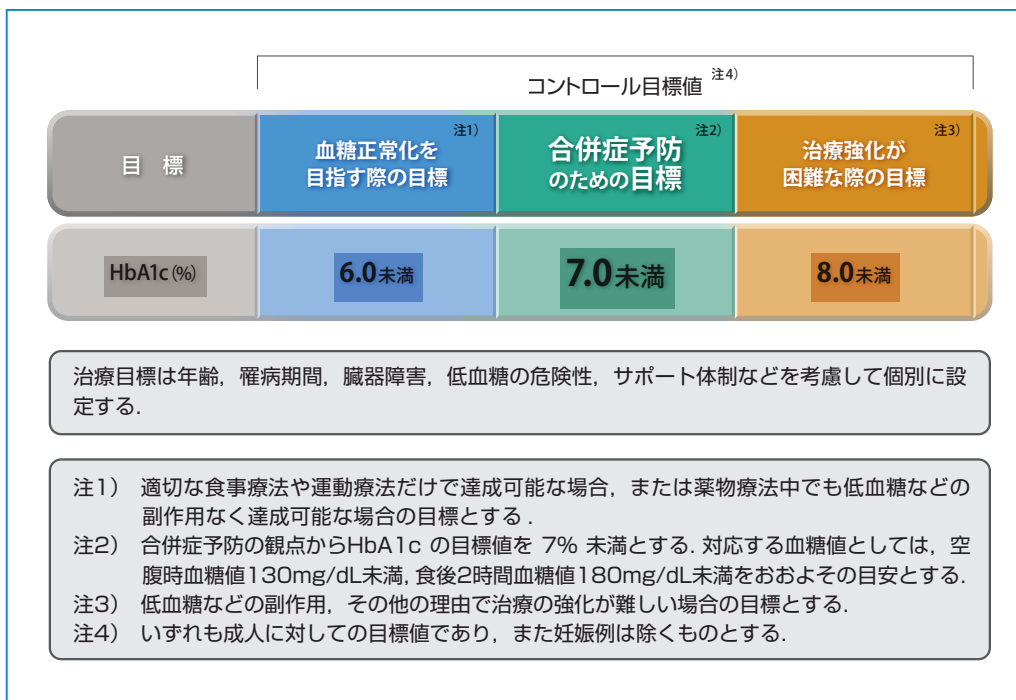 コントロール目標値 注4)
目 標
血糖正常化を 注1)
目指す際の目標
合併症予防 注2)
のための目標
治療強化が 注3)
困難な際の目標
HbA1c(%)
6.0未満
7.0未満
8.0未満
治療目標は年齢，罹病期間，臓器障害，低血糖の危険性，サポート体制などを考慮して個別に設
定する．
注1） 適切な食事療法や運動療法だけで達成可能な場合，または薬物療法中でも低血糖などの
副作用なく達成可能な場合の目標とする．
注2） 合併症予防の観点からHbA1c の目標値を 7% 未満とする．対応する血糖値としては，空
腹時血糖値130mg/dL未満，食後2時間血糖値180mg/dL未満をおおよその目安とする．
注3） 低血糖などの副作用，その他の理由で治療の強化が難しい場合の目標とする．
注4） いずれも成人に対しての目標値であり，また妊娠例は除くものとする．